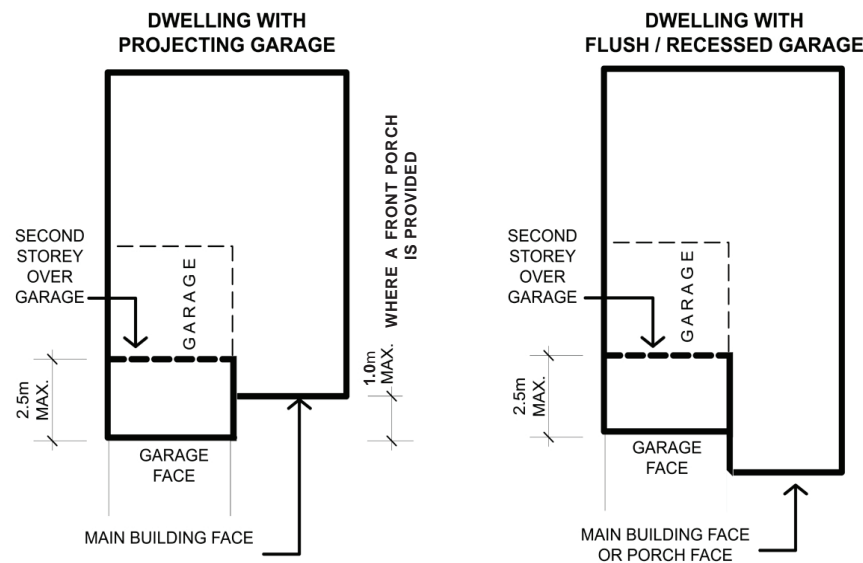 DWELLING WITH
PROJECTING GARAGE
SECOND
STOREY
OVER
GARAGE
GARAGE
WHERE A FRONT PORCH
IS PROVIDED
1.0m
MAX.
2.5m
MAX.
GARAGE
FACE
MAIN BUILDING FACE
DWELLING WITH
FLUSH / RECESSED GARAGE
SECOND
STOREY
OVER
GARAGE
GARAGE
2.5m
MAX.
GARAGE
FACE
MAIN BUILDING FACE
OR PORCH FACE